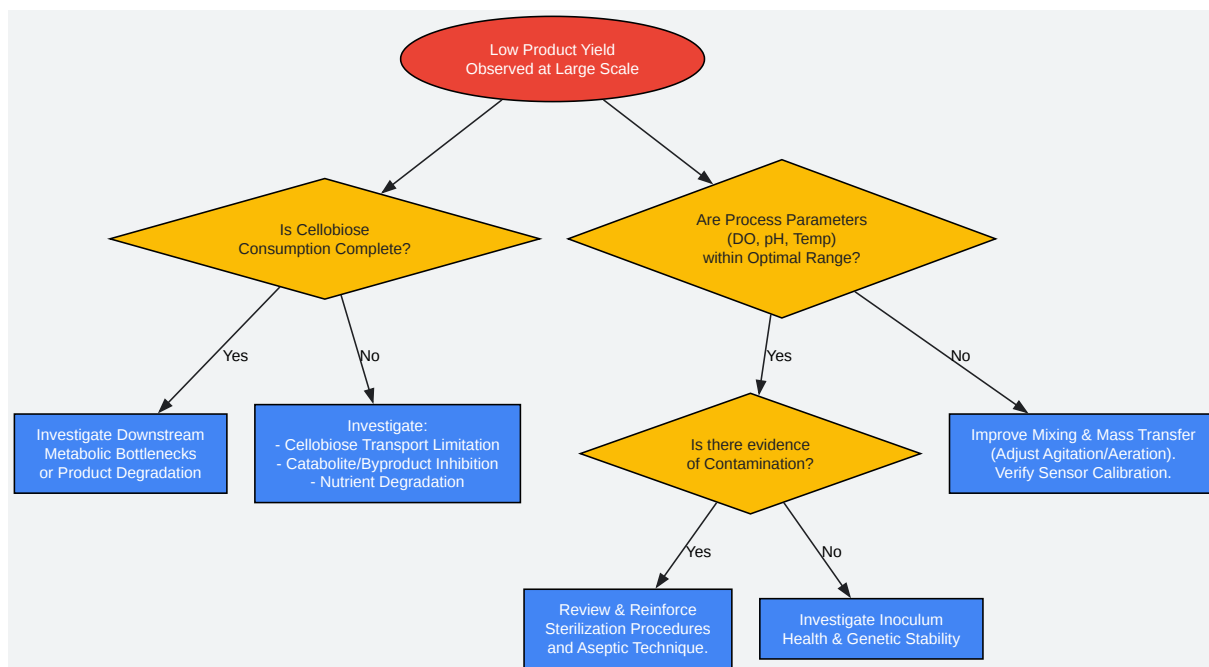 Low Product Yield
Observed at Large Scale
Is Cellobiose
Consumption Complete?
Are Process Parameters
(DO, pH, Temp)
within Optimal Range?
Yes
No
Yes
No
Investigate Downstream
Metabolic Bottlenecks
or Product Degradation
Investigate:
- Cellobiose Transport Limitation
- Catabolite/Byproduct Inhibition
- Nutrient Degradation
Is there evidence
of Contamination?
Improve Mixing & Mass Transfer
(Adjust Agitation/Aeration).
Verify Sensor Calibration.
Yes
No
Review & Reinforce
Sterilization Procedures
and Aseptic Technique.
Investigate Inoculum
Health & Genetic Stability